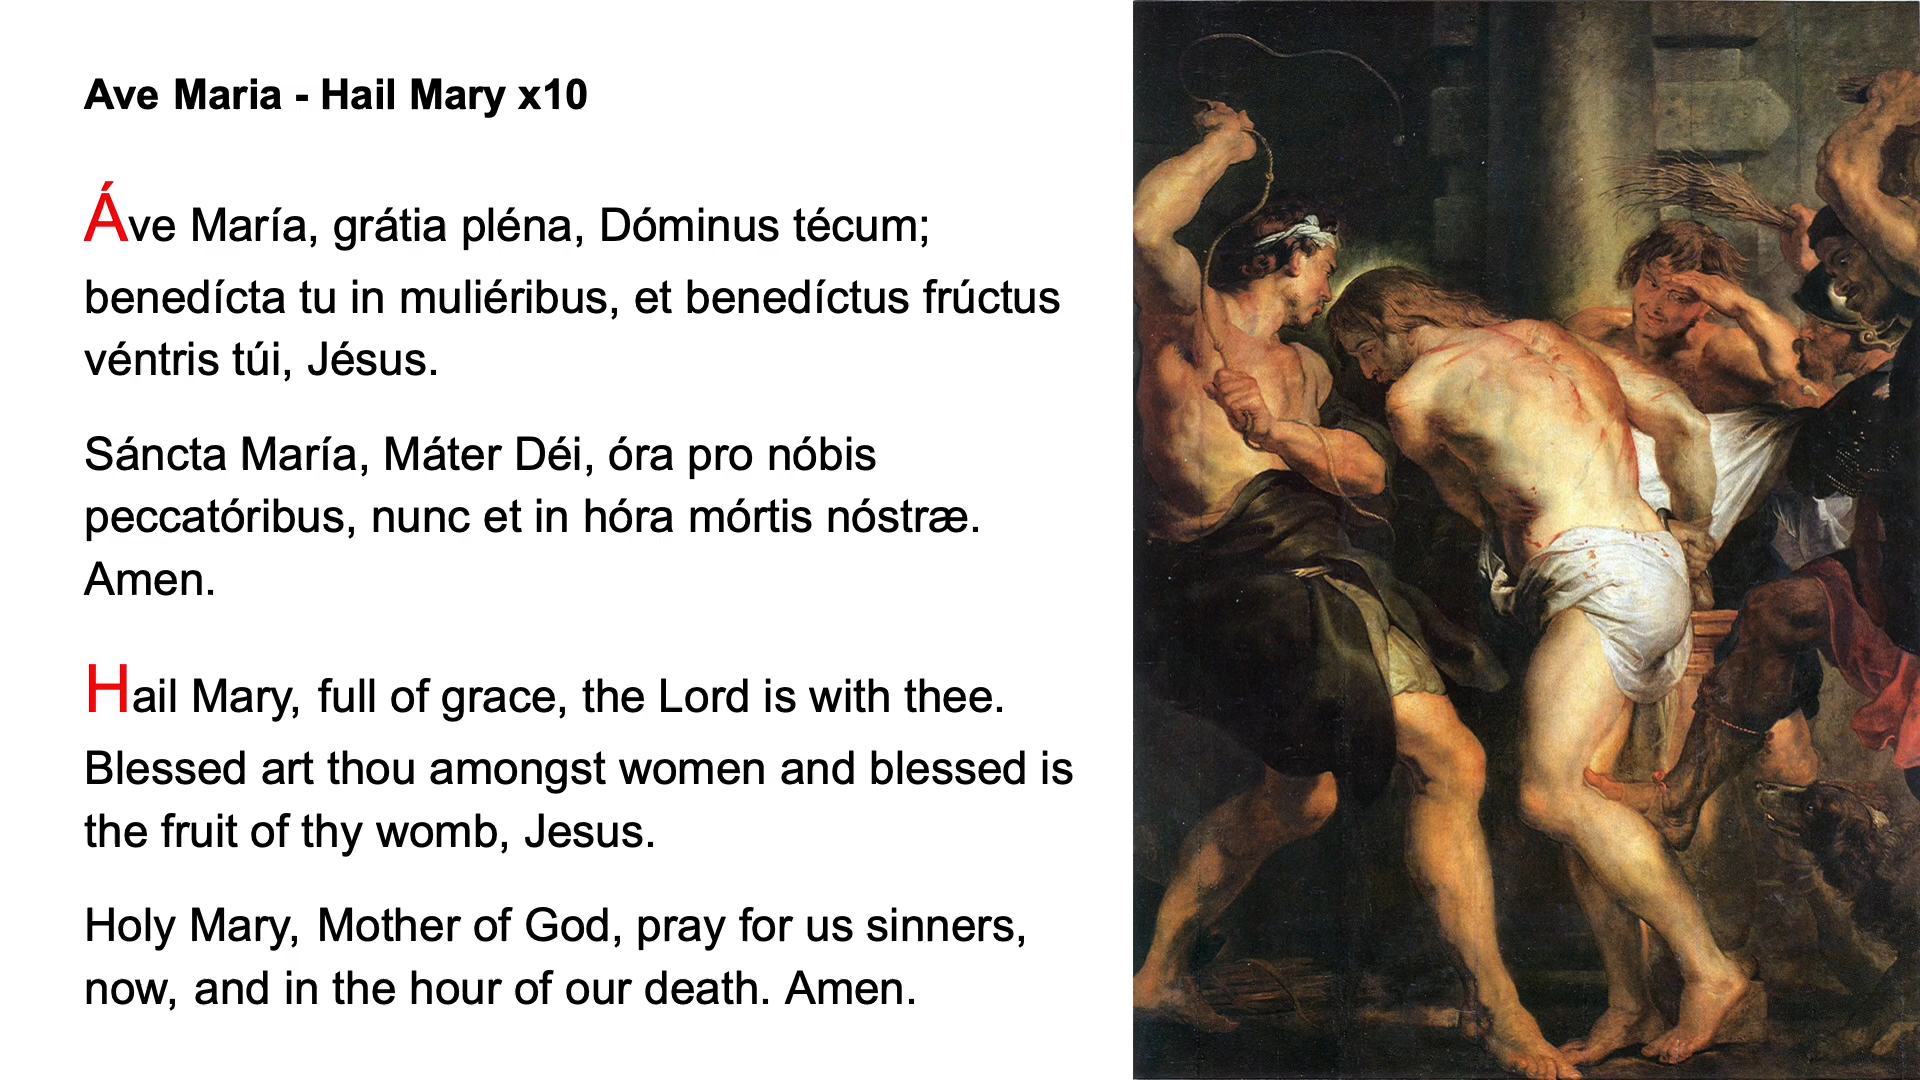 Ave Maria - Hail Mary x10
Áve María, grátia pléna, Dóminus técum;
benedícta tu in muliéribus, et benedíctus frúctus
véntris túi, Jésus.
Sáncta María, Máter Déi, óra pro nóbis
peccatóribus, nunc et in hóra mórtis nóstræ.
Amen.
Hail Mary, full of grace, the Lord is with thee.
Blessed art thou amongst women and blessed is
the fruit of thy womb, Jesus.
Holy Mary, Mother of God, pray for us sinners,
now, and in the hour of our death. Amen.